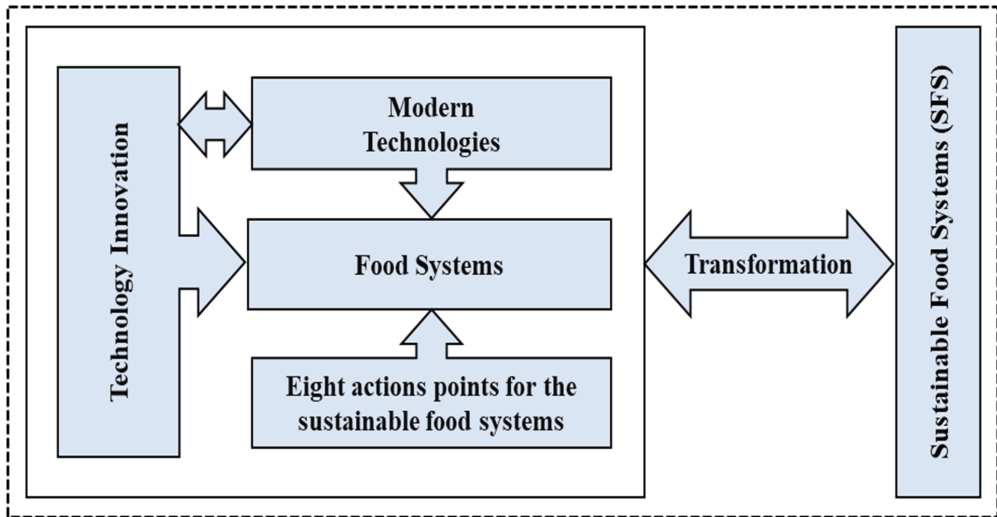 Technology Innovation
Modern
Technologies
Food Systems
Eight actions points for the
sustainable food systems
Transformation
Sustainable Food Systems (SFS)